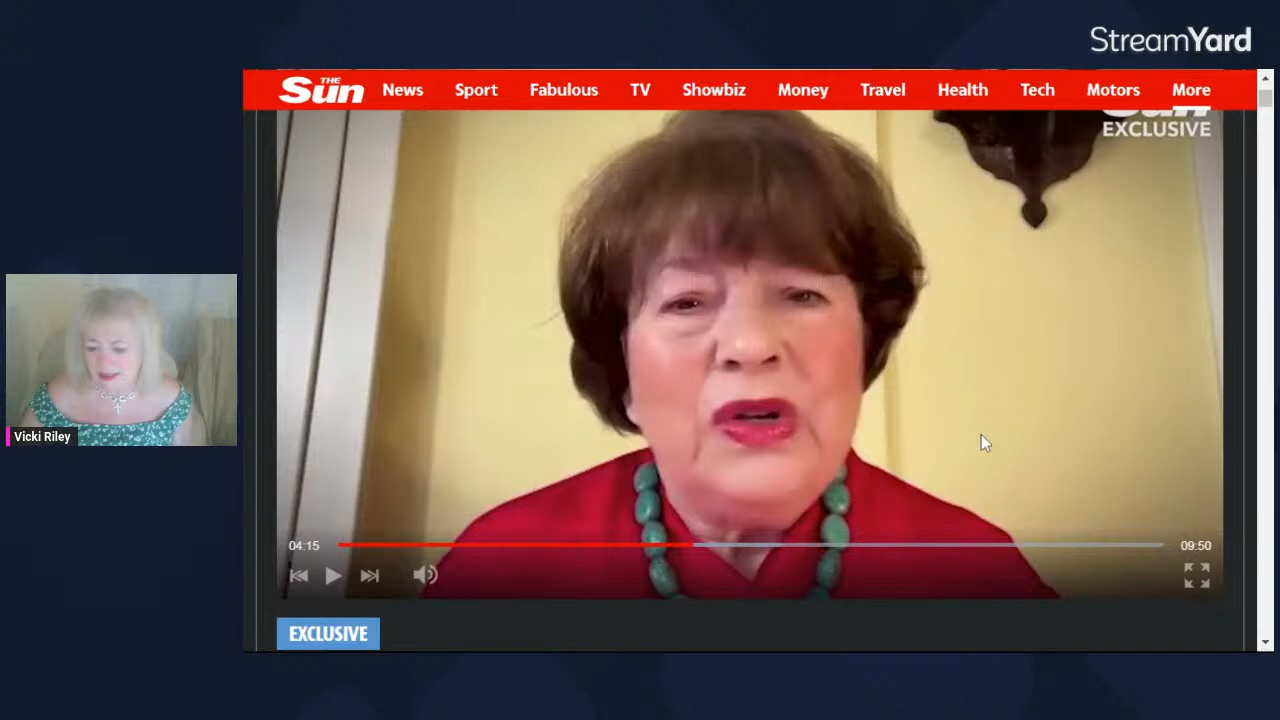 StreamYard
THE Sun News Sport Fabulous TV Showbiz Money Travel Health Tech Motors More
EXCLUSIVE
Vicki Riley
04:15 09:50
EXCLUSIVE